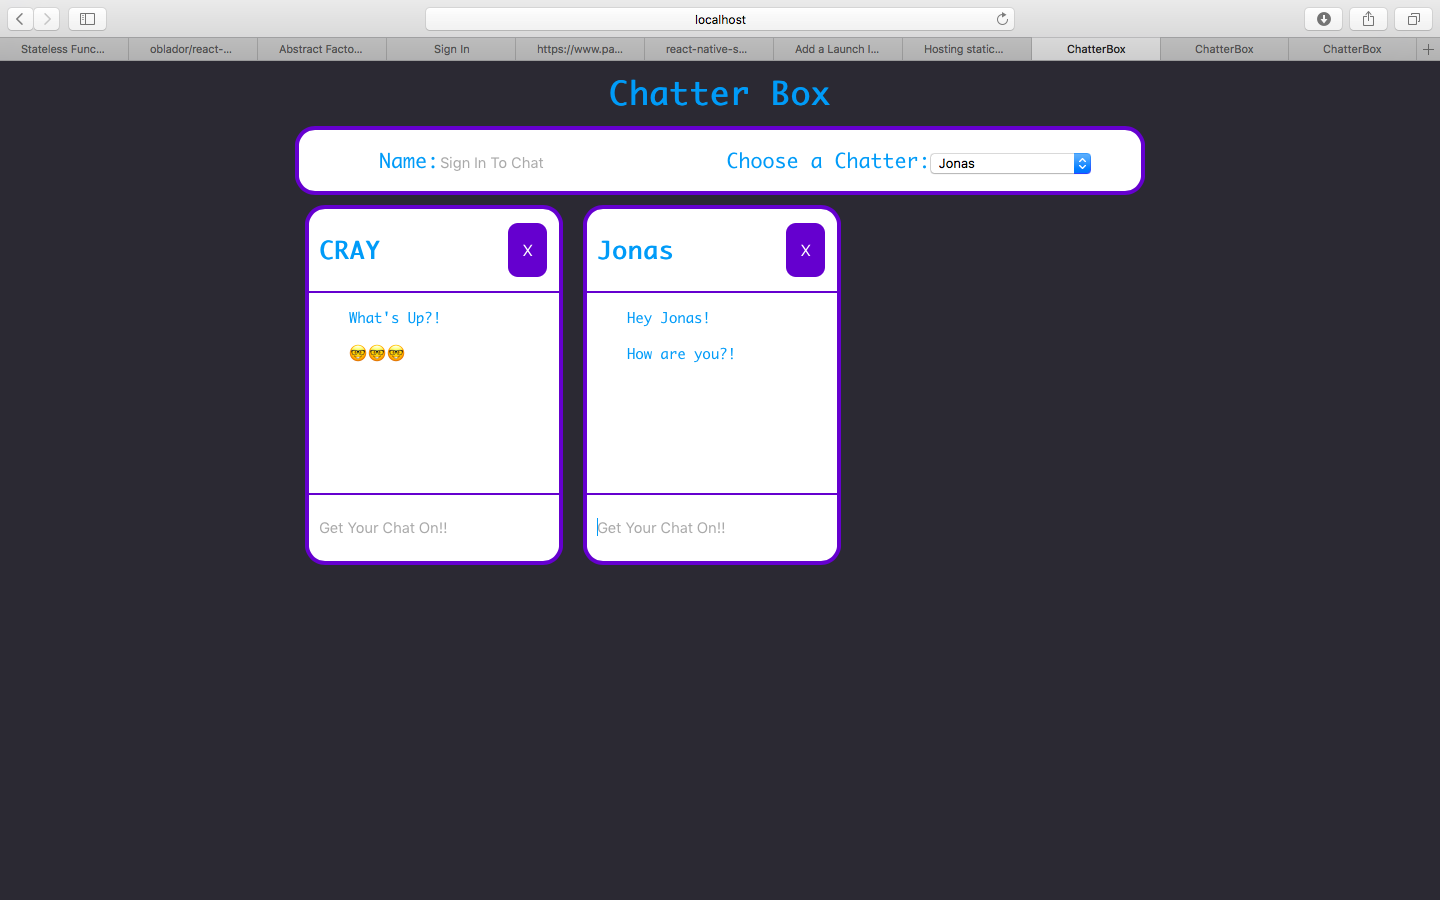 localhost
Stateless Func...
oblador/react-...
Abstract Facto...
Sign In
https://www.pa...
react-native-s...
Add a Launch I...
Hosting static...
ChatterBox
ChatterBox
ChatterBox
Chatter Box
Name: Sign In To Chat
Choose a Chatter: Jonas
CRAY
X
What's Up?!
🤓🤓🤓
Get Your Chat On!!
Jonas
X
Hey Jonas!
How are you?!
Get Your Chat On!!